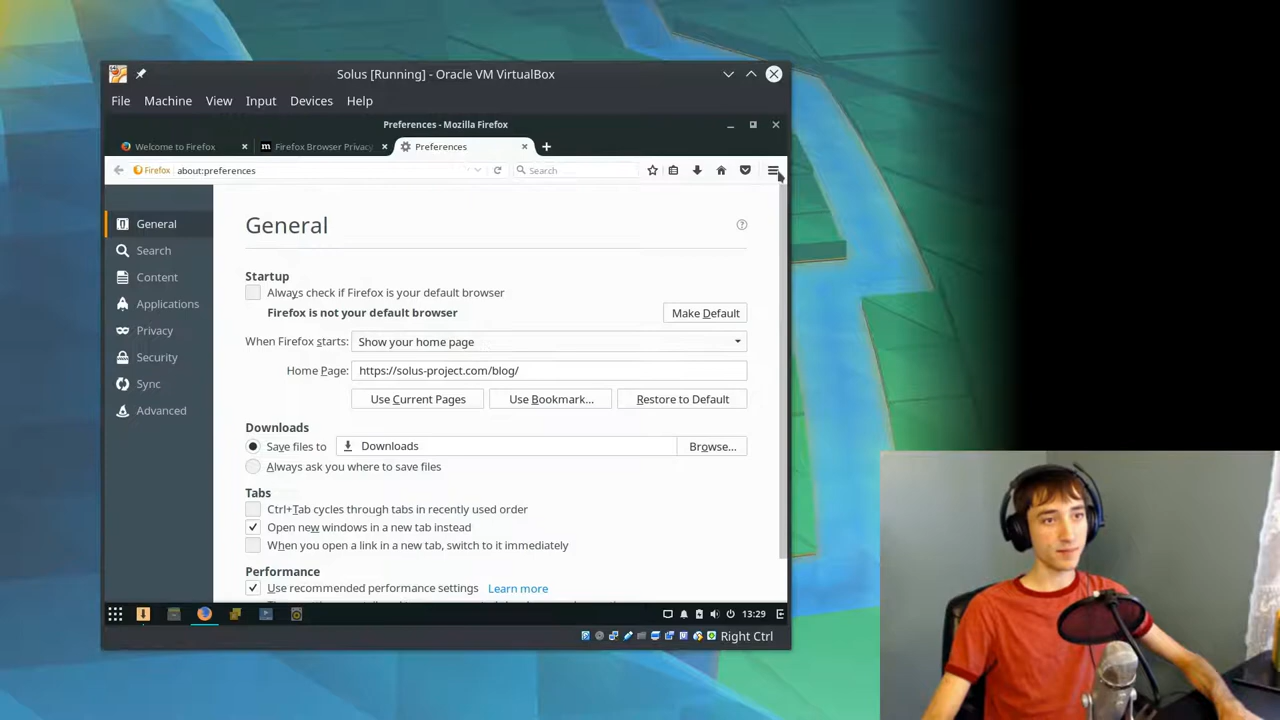 Solus [Running] - Oracle VM VirtualBox
File Machine View Input Devices Help
Preferences - Mozilla Firefox
Welcome to Firefox
Firefox Browser Privacy
Preferences
Firefox about:preferences
Search
General
Search
Content
Applications
Privacy
Security
Sync
Advanced
General
Startup
Always check if Firefox is your default browser
Firefox is not your default browser
Make Default
When Firefox starts: Show your home page
Home Page: https://solus-project.com/blog/
Use Current Pages Use Bookmark... Restore to Default
Downloads
Save files to Downloads Browse...
Always ask you where to save files
Tabs
Ctrl+Tab cycles through tabs in recently used order
Open new windows in a new tab instead
When you open a link in a new tab, switch to it immediately
Performance
Use recommended performance settings Learn more
13:29
Right Ctrl